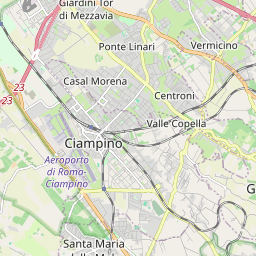 Giardini Tor
di Mezzavia
Ponte Linari
Vermicino
Casal Morena
23
Centroni
23
Valle Copella
Ciampino
Aeroporto
di Roma-
Ciampino
G
Santa Maria